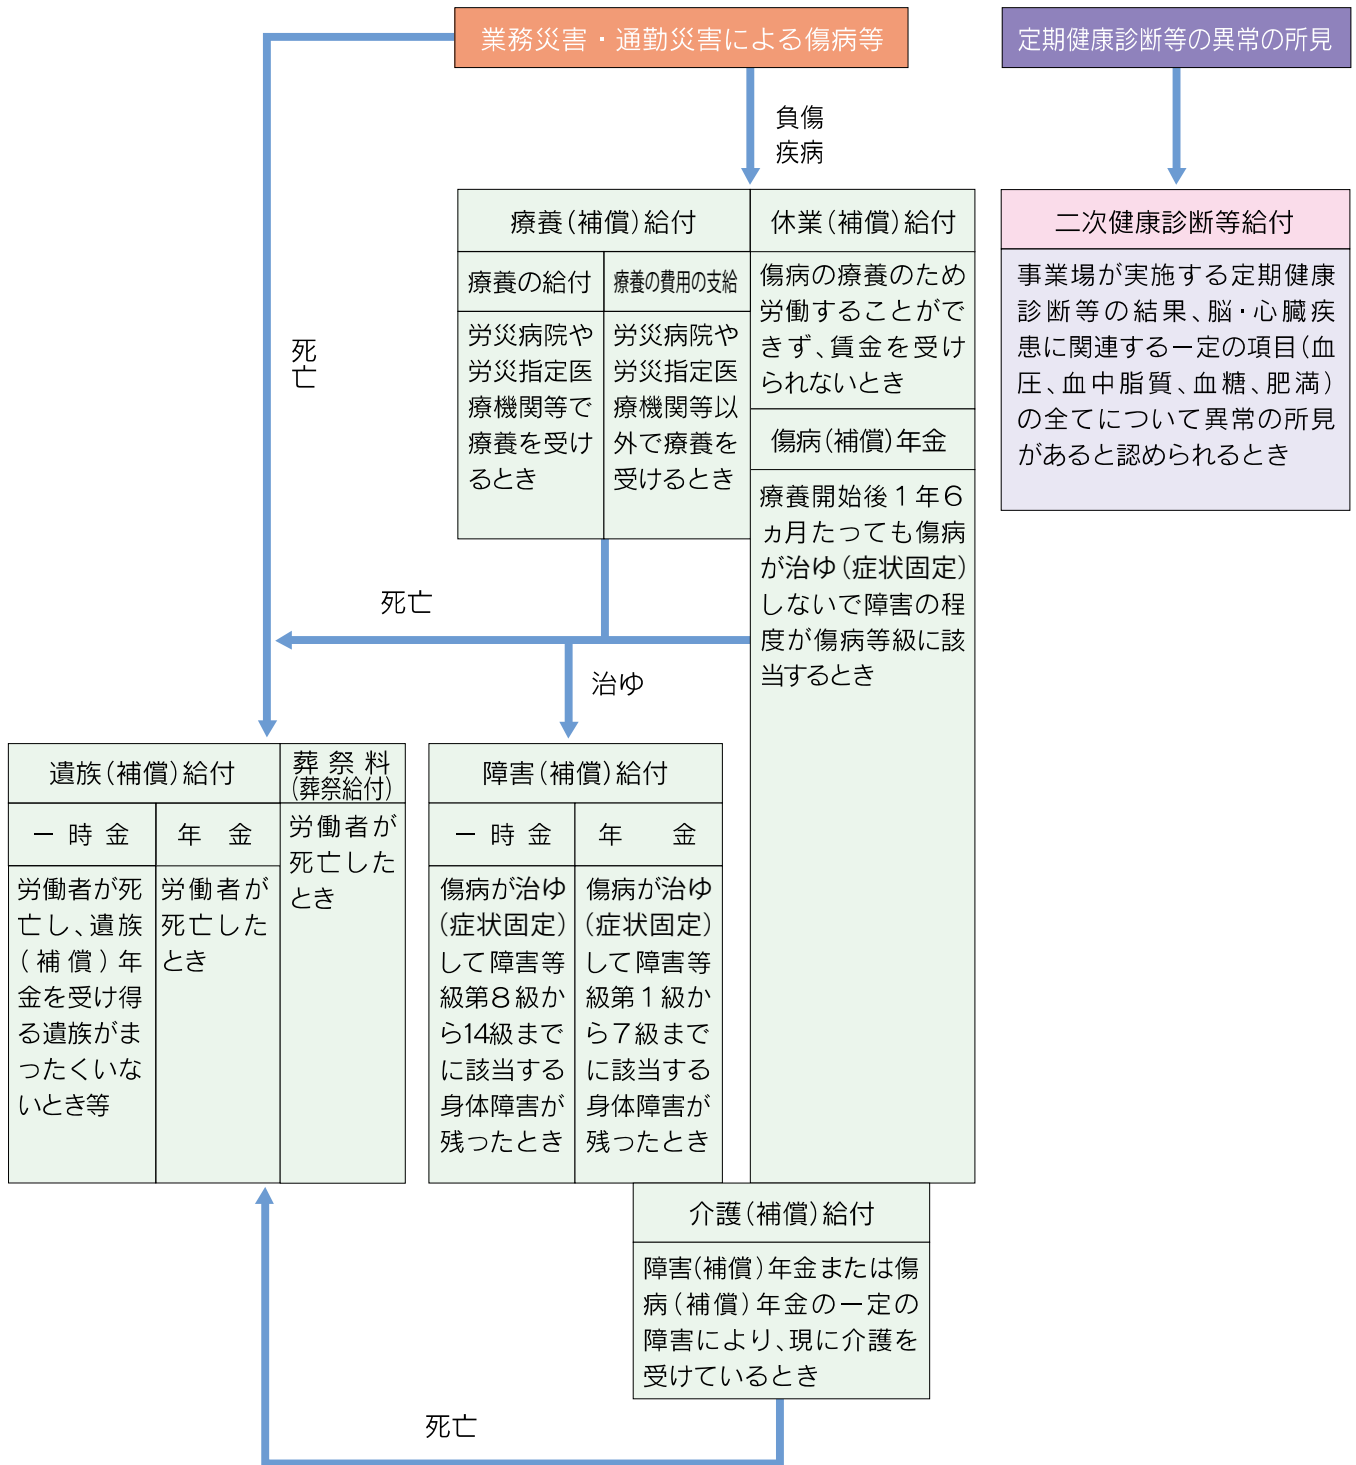 業務災害・通勤災害による傷病等
定期健康診断等の異常の所見
負傷
疾病
死亡
療養(補償)給付
療養の給付
労災病院や
労災指定医
療機関等で
療養を受け
るとき
療養の費用の支給
労災病院や
労災指定医
療機関等以
外で療養を
受けるとき
休業(補償)給付
傷病の療養のため
労働することがで
きず、賃金を受け
られないとき
傷病(補償)年金
療養開始後1年6
ヵ月たっても傷病
が治ゆ(症状固定)
しないで障害の程
度が傷病等級に該
当するとき
二次健康診断等給付
事業場が実施する定期健康
診断等の結果、脳・心臓疾
患に関連する一定の項目(血
圧、血中脂質、血糖、肥満)
の全てについて異常の所見
があると認められるとき
死亡
治ゆ
遺族(補償)給付
一時金
労働者が死
亡し、遺族
(補償)年
金を受け得
る遺族がま
ったくいな
いとき等
年 金
労働者が
死亡した
とき
葬祭料
(葬祭給付)
労働者が
死亡した
とき
障害(補償)給付
一時金
傷病が治ゆ
(症状固定)
して障害等
級第8級か
ら14級まで
に該当する
身体障害が
残ったとき
年 金
傷病が治ゆ
(症状固定)
して障害等
級第1級か
ら7級まで
に該当する
身体障害が
残ったとき
介護(補償)給付
障害(補償)年金または傷
病(補償)年金の一定の
障害により、現に介護を
受けているとき
死亡